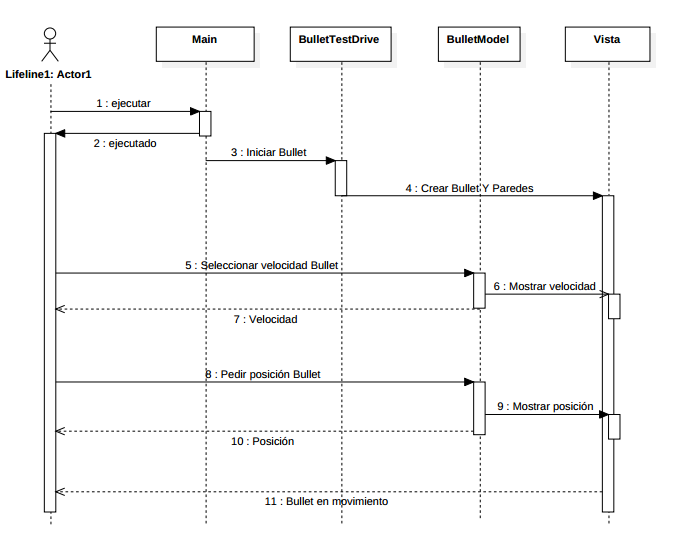 Main
BulletTestDrive
BulletModel
Vista
Lifeline1: Actor1
1 : ejecutar
2 : ejecutado
3 : Iniciar Bullet
4 : Crear Bullet Y Paredes
5 : Seleccionar velocidad Bullet
6 : Mostrar velocidad
7 : Velocidad
8 : Pedir posición Bullet
9 : Mostrar posición
10 : Posición
11 : Bullet en movimiento